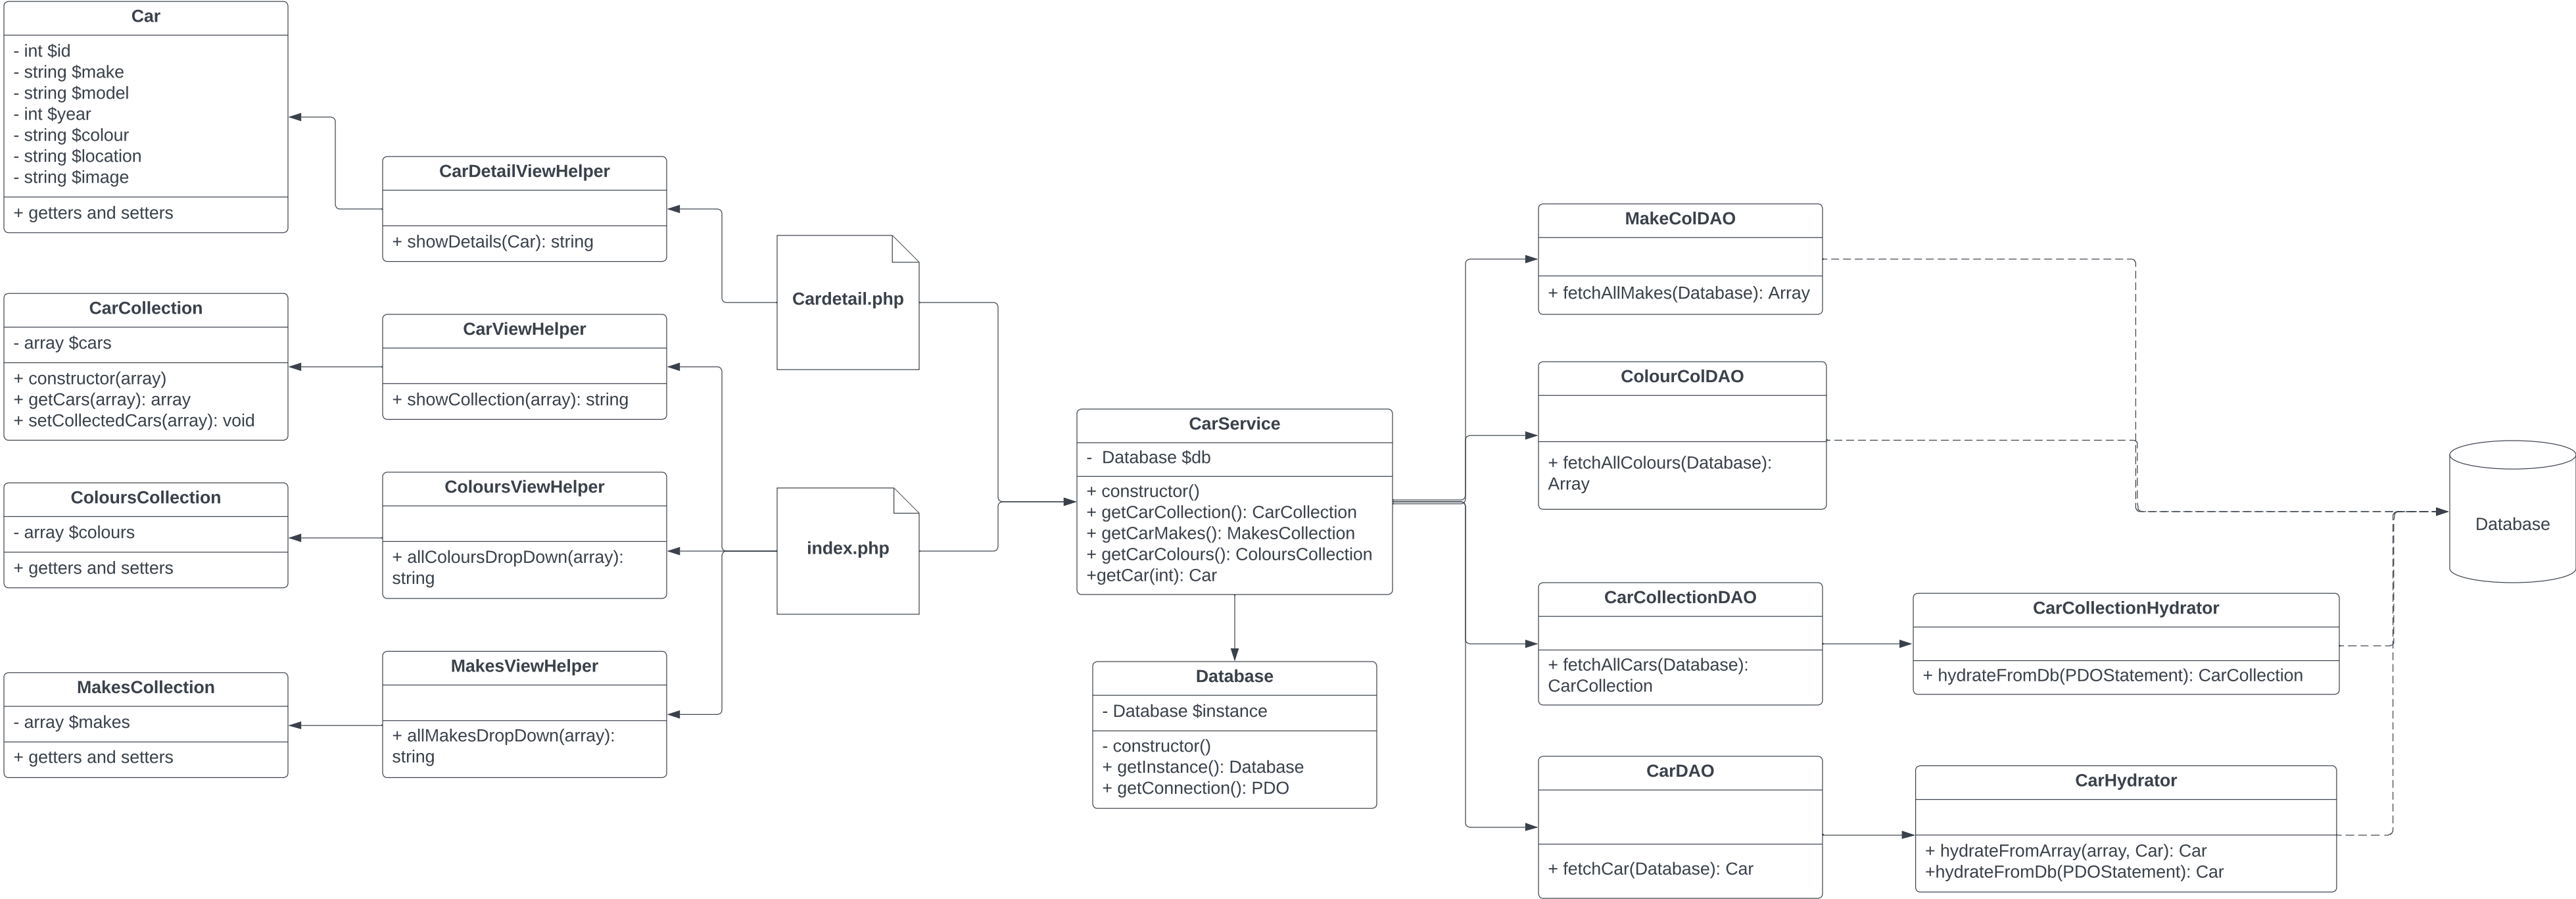 Car
- int $id
- string $make
- string $model
- int $year
- string $colour
- string $location
- string $image
+ getters and setters
CarCollection
- array $cars
+ constructor(array)
+ getCars(array): array
+ setCollectedCars(array): void
ColoursCollection
- array $colours
+ getters and setters
MakesCollection
- array $makes
+ getters and setters
CarDetailViewHelper
+ showDetails(Car): string
CarViewHelper
+ showCollection(array): string
ColoursViewHelper
+ allColoursDropDown(array):
string
MakesViewHelper
+ allMakesDropDown(array):
string
Cardetail.php
index.php
CarService
-  Database $db
+ constructor()
+ getCarCollection(): CarCollection
+ getCarMakes(): MakesCollection
+ getCarColours(): ColoursCollection
+getCar(int): Car
Database
- Database $instance
- constructor()
+ getInstance(): Database
+ getConnection(): PDO
MakeColDAO
+ fetchAllMakes(Database): Array
ColourColDAO
+ fetchAllColours(Database):
Array
CarCollectionDAO
+ fetchAllCars(Database):
CarCollection
CarDAO
+ fetchCar(Database): Car
CarCollectionHydrator
+ hydrateFromDb(PDOStatement): CarCollection
CarHydrator
+ hydrateFromArray(array, Car): Car
+hydrateFromDb(PDOStatement): Car
Database